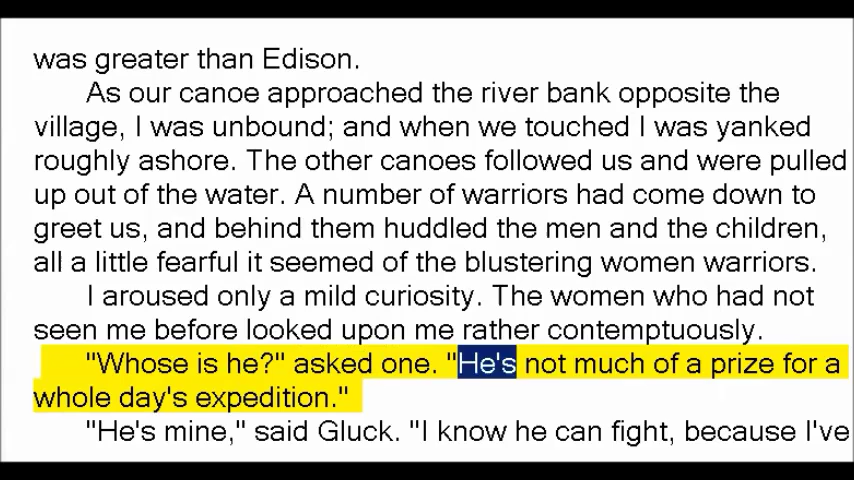 was greater than Edison.
As our canoe approached the river bank opposite the
village, I was unbound; and when we touched I was yanked
roughly ashore. The other canoes followed us and were pulled
up out of the water. A number of warriors had come down to
greet us, and behind them huddled the men and the children,
all a little fearful it seemed of the blustering women warriors.
I aroused only a mild curiosity. The women who had not
seen me before looked upon me rather contemptuously.
"Whose is he?" asked one. "He's not much of a prize for a
whole day's expedition."
"He's mine," said Gluck. "I know he can fight, because I've